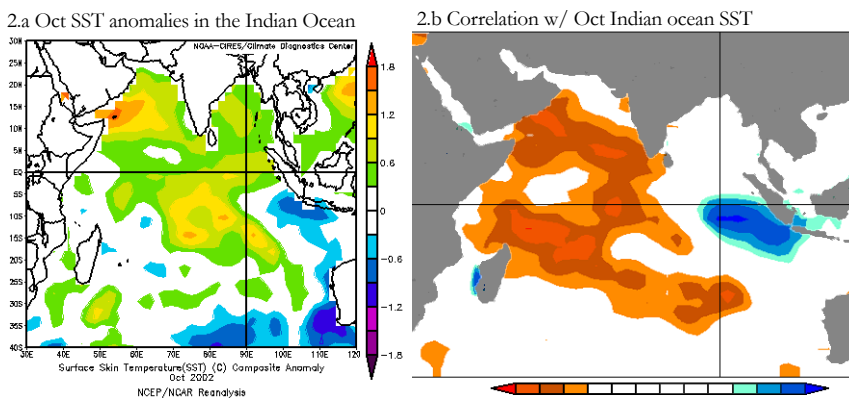 2.a Oct SST anomalies in the Indian Ocean
2.b Correlation w/ Oct Indian ocean SST
NOAA-CIRES/Climate Diagnostics Center
30N
25N
20N
15N
10N
5N
EQ
5S
10S
15S
20S
25S
30S
35S
40S
30E 40E 50E 60E 70E 80E 90E 100E 110E 120E
1.8
1.2
0.6
0
-0.6
-1.2
-1.8
Surface Skin Temperature(SST) (C) Composite Anomaly
Oct 2002
NCEP/NCAR Reanalysis